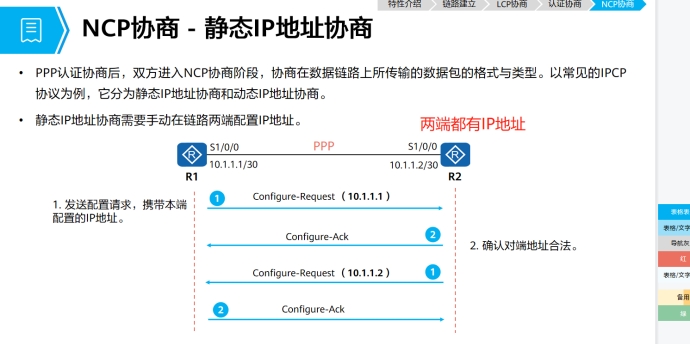 特性介绍 链路建立 LCP协商 认证协商 NCP协商
NCP协商 - 静态IP地址协商
• PPP认证协商后，双方进入NCP协商阶段，协商在数据链路上所传输的数据包的格式与类型。以常见的IPCP
协议为例，它分为静态IP地址协商和动态IP地址协商。
• 静态IP地址协商需要手动在链路两端配置IP地址。
两端都有IP地址
S1/0/0 PPP S1/0/0
10.1.1.1/30 10.1.1.2/30
R1 R2
1. 发送配置请求，携带本端
配置的IP地址。
1 Configure-Request（10.1.1.1）
Configure-Ack 2
2. 确认对端地址合法。
Configure-Request（10.1.1.2） 1
2 Configure-Ack
表格表
表格/文字
导航灰
红
表格/文字
备用
绿